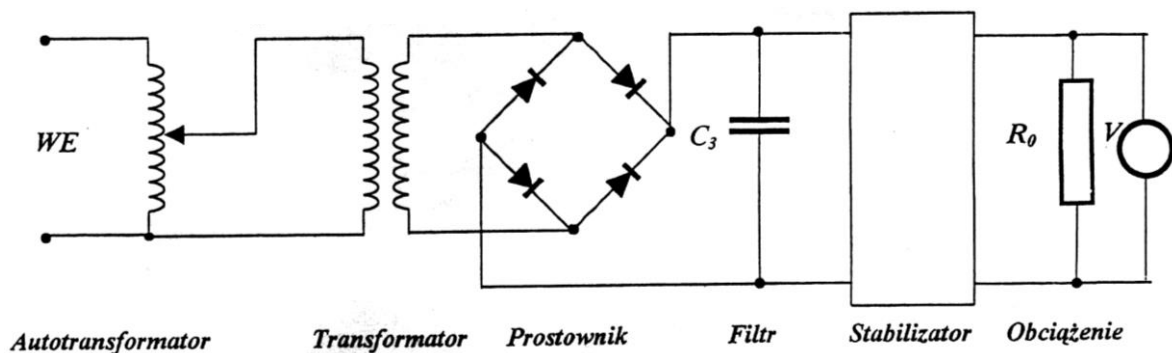 WE
C3
R0
V
Autotransformator Transformator Prostownik Filtr Stabilizator Obciążenie